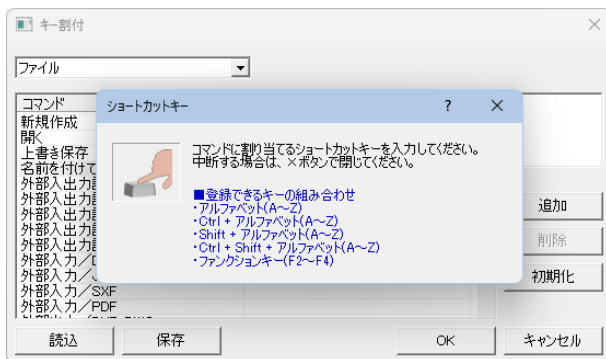 キー割付
ファイル
コマンド
新規作成
開く
上書き保存
名前を付けて
外部入出力
外部入出力
外部入出力
外部入出力
外部入力/
外部入力/
外部入力/SXF
外部入力/PDF
ショートカットキー
コマンドに割り当てるショートカットキーを入力してください。
中断する場合は、×ボタンで閉じてください。
■登録できるキーの組み合わせ
・アルファベット(A～Z)
・Ctrl + アルファベット(A～Z)
・Shift + アルファベット(A～Z)
・Ctrl + Shift + アルファベット(A～Z)
・ファンクションキー(F2～F4)
追加
削除
初期化
読込
保存
OK
キャンセル